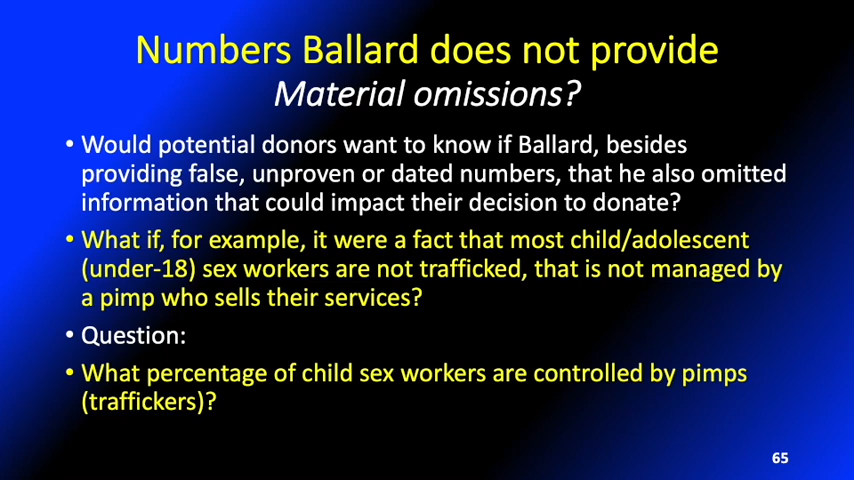 Numbers Ballard does not provide
Material omissions?
• Would potential donors want to know if Ballard, besides
providing false, unproven or dated numbers, that he also omitted
information that could impact their decision to donate?
• What if, for example, it were a fact that most child/adolescent
(under-18) sex workers are not trafficked, that is not managed by
a pimp who sells their services?
• Question:
• What percentage of child sex workers are controlled by pimps
(traffickers)?
65